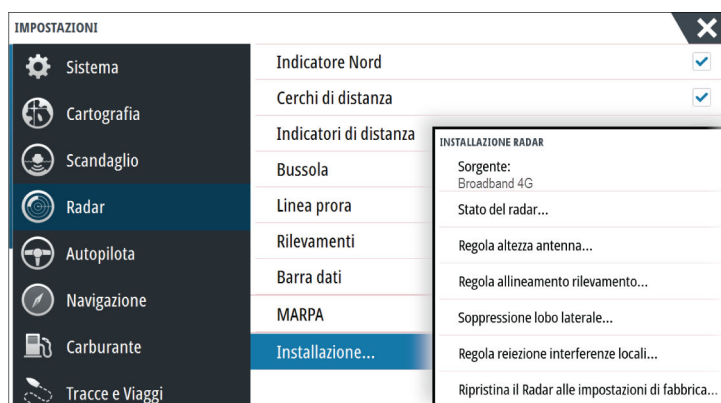 IMPOSTAZIONI
Sistema
Cartografia
Scandaglio
Radar
Autopilota
Navigazione
Carburante
Tracce e Viaggi
Indicatore Nord
Cerchi di distanza
Indicatori di distanza
Bussola
Linea prora
Rilevamenti
Barra dati
MARPA
Installazione...
INSTALLAZIONE RADAR
Sorgente:
Broadband 4G
Stato del radar...
Regola altezza antenna...
Regola allineamento rilevamento...
Soppressione lobo laterale...
Regola reiezione interferenze locali...
Ripristina il Radar alle impostazioni di fabbrica...